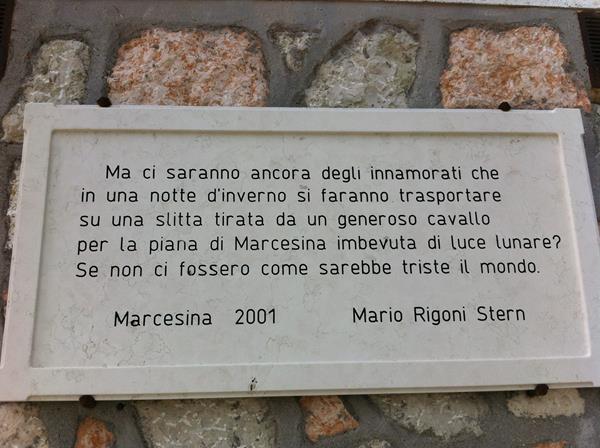 Ma ci saranno ancora degli innamorati che
in una notte d'inverno si faranno trasportare
su una slitta tirata da un generoso cavallo
per la piana di Marcesina imbevuta di luce lunare?
Se non ci fossero come sarebbe triste il mondo.
Marcesina 2001 Mario Rigoni Stern